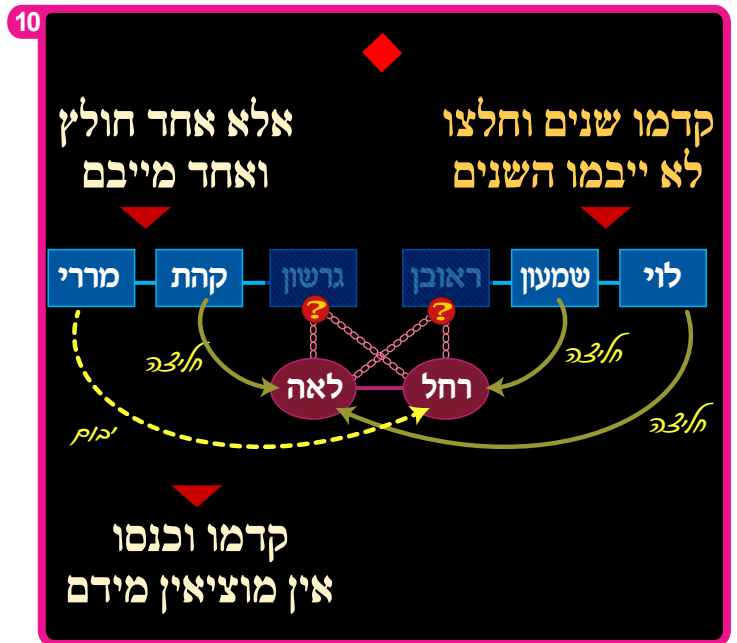 10
קדמו שנים וחלצו
לא ייבמו השנים
אלא אחד חולץ
ואחד מייבם
לוי
שמעון
ראובן
גרשון
קהת
מררי
?
?
רחל
לאה
חליצה
חליצה
חליצה
יבום
קדמו וכנסו
אין מוציאין מידם